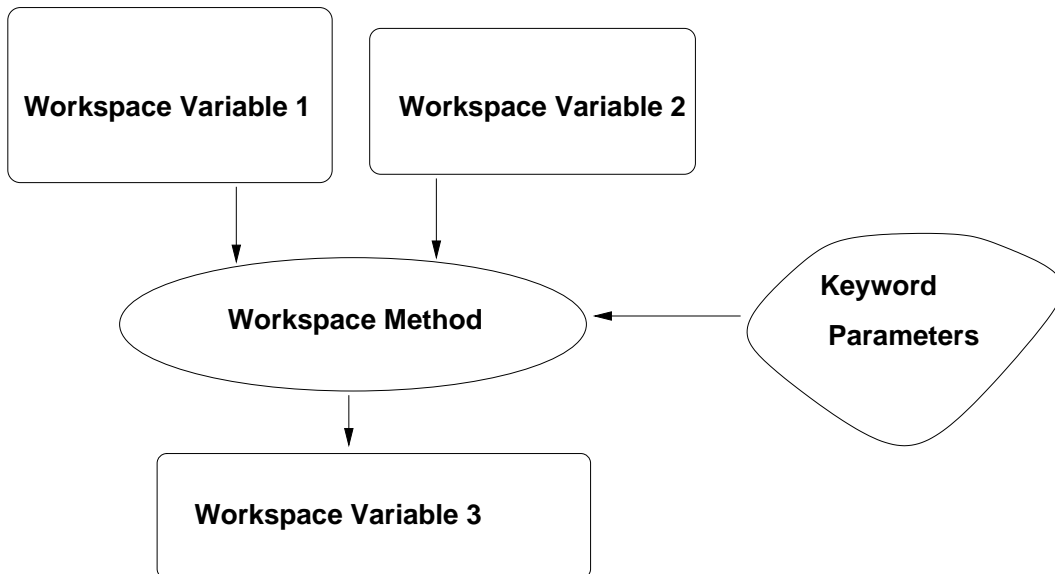 Workspace Variable 1
Workspace Variable 2
Workspace Method
Keyword
Parameters
Workspace Variable 3